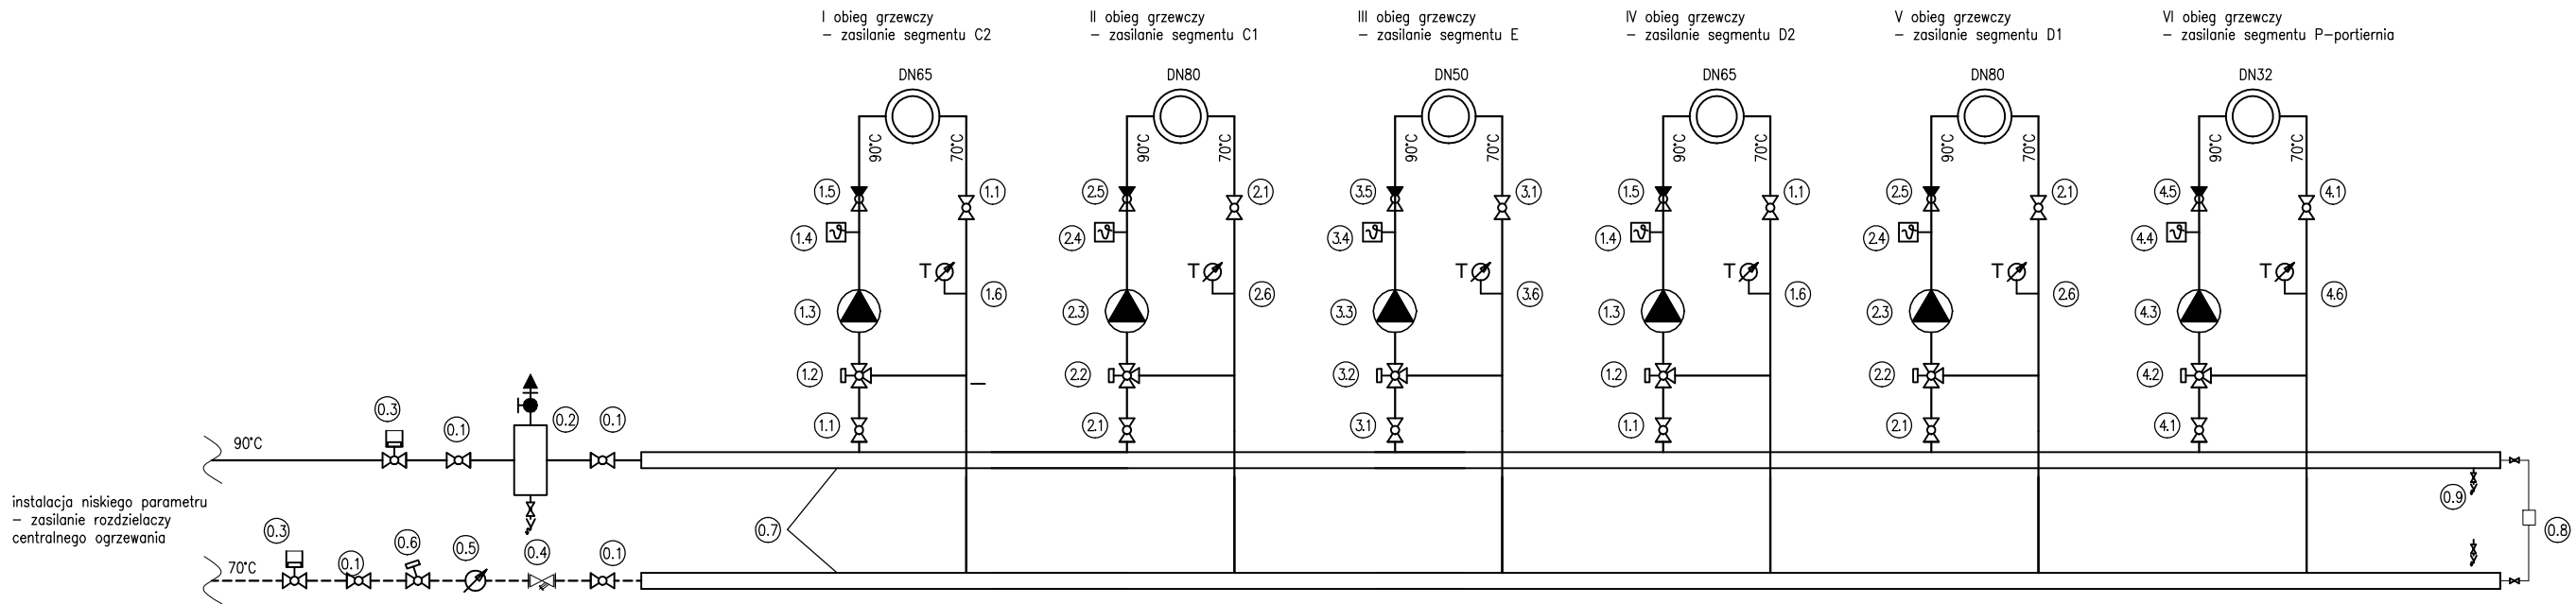 I obieg grzewczy
– zasilanie segmentu C2
II obieg grzewczy
– zasilanie segmentu C1
III obieg grzewczy
– zasilanie segmentu E
IV obieg grzewczy
– zasilanie segmentu D2
V obieg grzewczy
– zasilanie segmentu D1
VI obieg grzewczy
– zasilanie segmentu P–portiernia
DN65
DN80
DN50
DN65
DN80
DN32
90°C
70°C
90°C
70°C
90°C
70°C
90°C
70°C
90°C
70°C
90°C
70°C
1.5
1.1
2.5
2.1
3.5
3.1
1.5
1.1
2.5
2.1
4.5
4.1
1.4
2.4
3.4
1.4
2.4
4.4
T
T
T
T
T
T
1.6
2.6
3.6
1.6
2.6
4.6
1.3
2.3
3.3
1.3
2.3
4.3
1.2
2.2
3.2
1.2
2.2
4.2
0.3
0.1
0.2
0.1
1.1
2.1
3.1
1.1
2.1
4.1
90°C
instalacja niskiego parametru
– zasilanie rozdzielaczy
centralnego ogrzewania
0.7
0.9
0.8
0.3
0.1
0.6
0.5
0.4
0.1
70°C